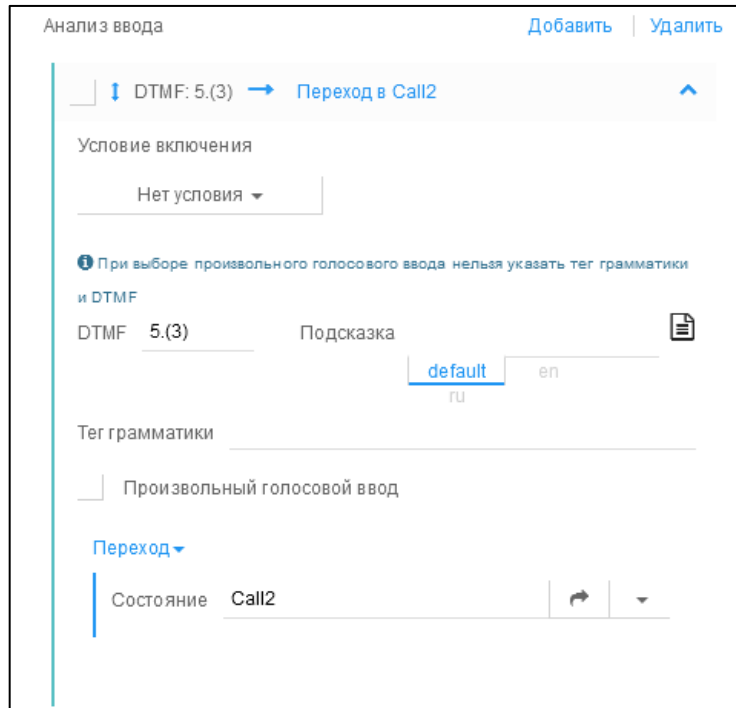 Анализ ввода Добавить Удалить
DTMF: 5.(3) Переход в Call2
Условие включения
Нет условия
При выборе произвольного голосового ввода нельзя указать тег грамматики
и DTMF
DTMF 5.(3) Подсказка
default en
ru
Тег грамматики
Произвольный голосовой ввод
Переход
Состояние Call2